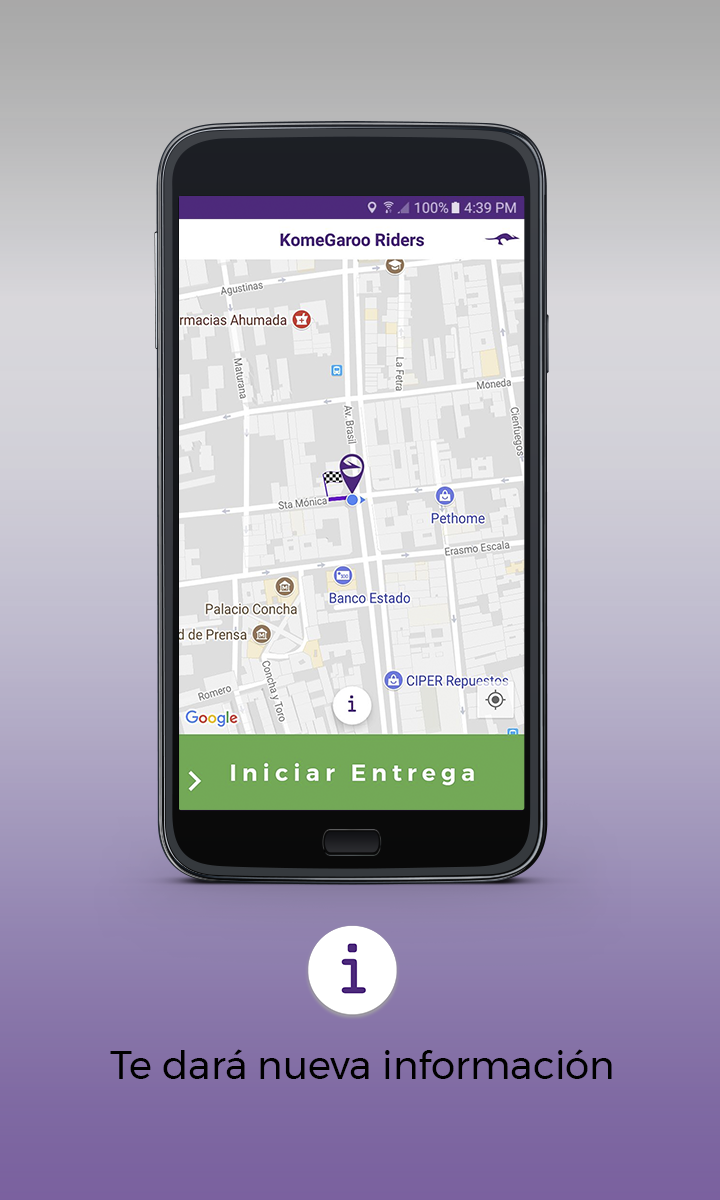 100% 4:39 PM
KomeGaroo Riders
Agustinas
rmacias Ahumada
Maturana
La Fetra
Moneda
Av. Brasil
Cienfuegos
Sta Mónica
Pethome
Erasmo Escala
Banco Estado
Palacio Concha
d de Prensa
Concha y Toro
CIPER Repuestos
Romero
i
Google
Iniciar Entrega
i
Te dará nueva información